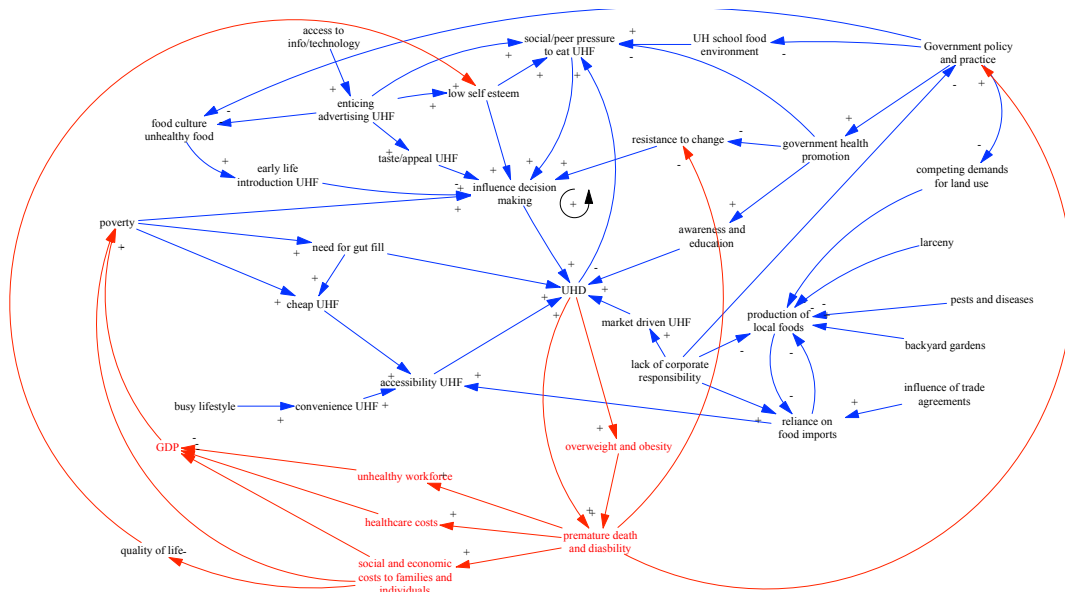 access to
info/technology
social/peer pressure
to eat UHF
UH school food
environment
Government policy
and practice
enticing
advertising UHF
low self esteem
food culture
unhealthy food
taste/appeal UHF
resistance to change
government health
promotion
early life
introduction UHF
influence decision
making
competing demands
for land use
poverty
awareness and
education
need for gut fill
larceny
UHD
cheap UHF
market driven UHF
production of
local foods
pests and diseases
backyard gardens
lack of corporate
responsibility
accessibility UHF
busy lifestyle
convenience UHF
influence of trade
agreements
reliance on
food imports
GDP
overweight and obesity
unhealthy workforce
healthcare costs
premature death
and diasbility
quality of life
social and economic
costs to families and
individuals